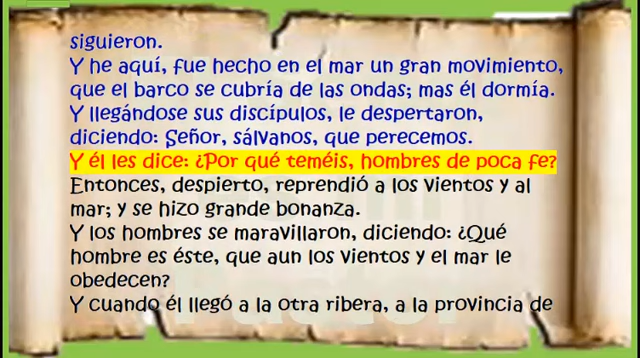 siguieron.
Y he aquí, fue hecho en el mar un gran movimiento,
que el barco se cubría de las ondas; mas él dormía.
Y llegándose sus discípulos, le despertaron,
diciendo: Señor, sálvanos, que perecemos.
Y él les dice: ¿Por qué teméis, hombres de poca fe?
Entonces, despierto, reprendió a los vientos y al
mar; y se hizo grande bonanza.
Y los hombres se maravillaron, diciendo: ¿Qué
hombre es éste, que aun los vientos y el mar le
obedecen?
Y cuando él llegó a la otra ribera, a la provincia de